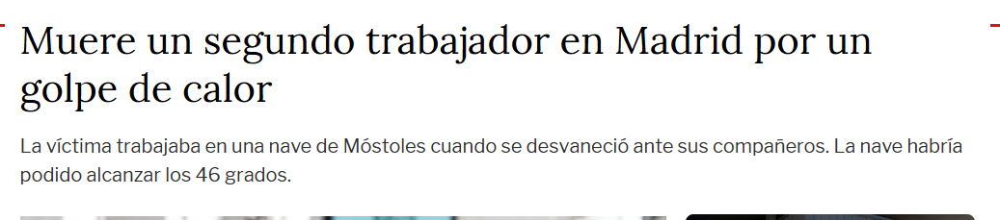 Muere un segundo trabajador en Madrid por un
golpe de calor
La víctima trabajaba en una nave de Móstoles cuando se desvaneció ante sus compañeros. La nave habría
podido alcanzar los 46 grados.